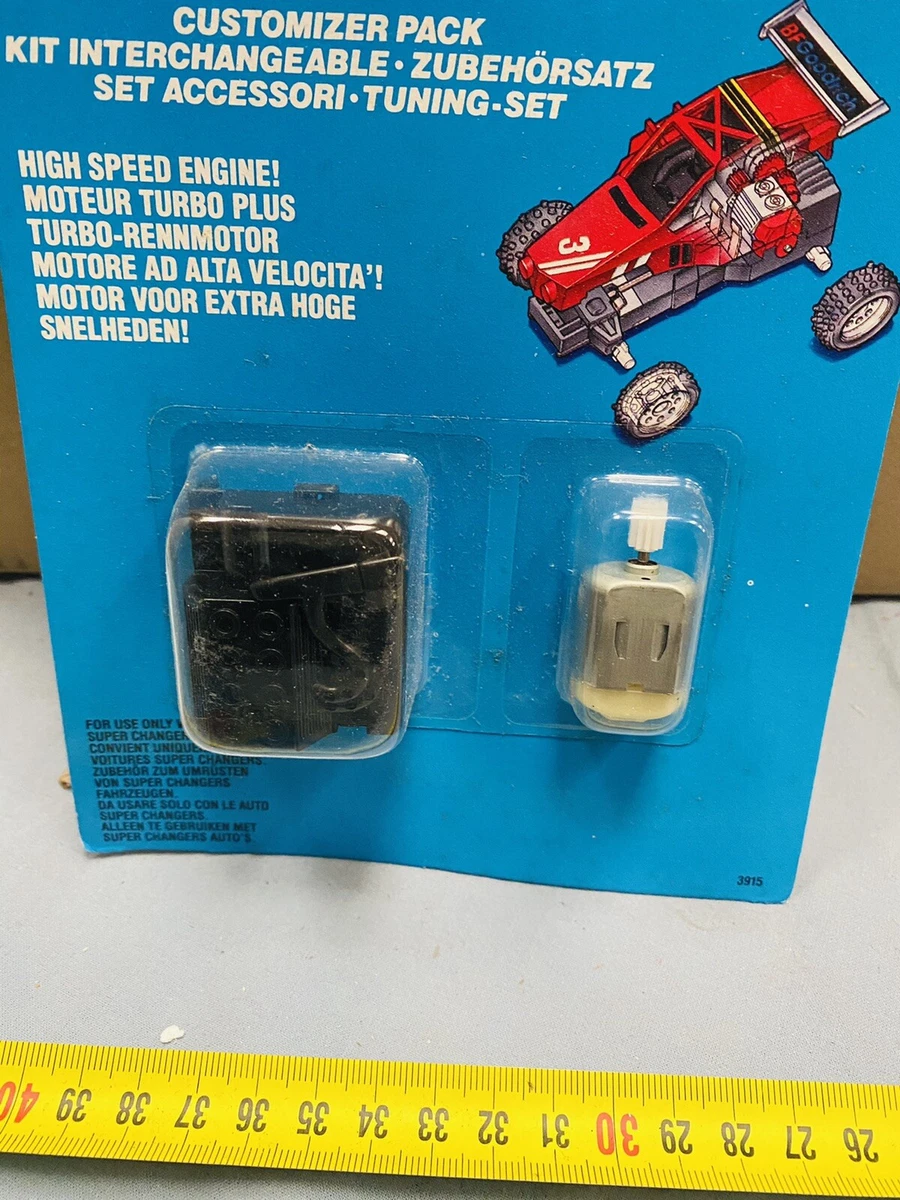 CUSTOMIZER PACK
KIT INTERCHANGEABLE · ZUBEHÖRSATZ
SET ACCESSORI · TUNING-SET
HIGH SPEED ENGINE!
MOTEUR TURBO PLUS
TURBO-RENNMOTOR
MOTORE AD ALTA VELOCITA'!
MOTOR VOOR EXTRA HOGE
SNELHEDEN!
BFGoodrich
3
FOR USE ONLY
SUPER CHANGER
CONVIENT UNIQUE
VOITURES SUPER CHANGERS.
ZUBEHÖR ZUM UMRÜSTEN
VON SUPER CHANGERS
FAHRZEUGEN.
DA USARE SOLO CON LE AUTO
SUPER CHANGERS.
ALLEEN TE GEBRUIKEN MET
SUPER CHANGERS AUTO'S.
3915
40 39 38 37 36 35 34 33 32 31 30 29 28 27 26